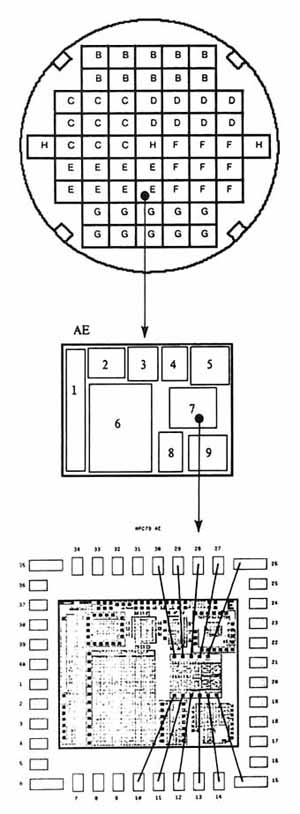 B B B B B
B B B B B
C C C D D D D
C C C D D D D
H C C C H F F F H
E E E E F F F
E E E E F F F
G G G G G
G G G G G
AE
1
2 3 4 5
6
7
8 9
MPC79 AE
34 33 32 31 30 29 28 27
35 26
36 25
37 24
38 23
39 22
40 21
1 20
2 19
3 18
4 17
5 16
6 15
7 8 9 10 11 12 13 14